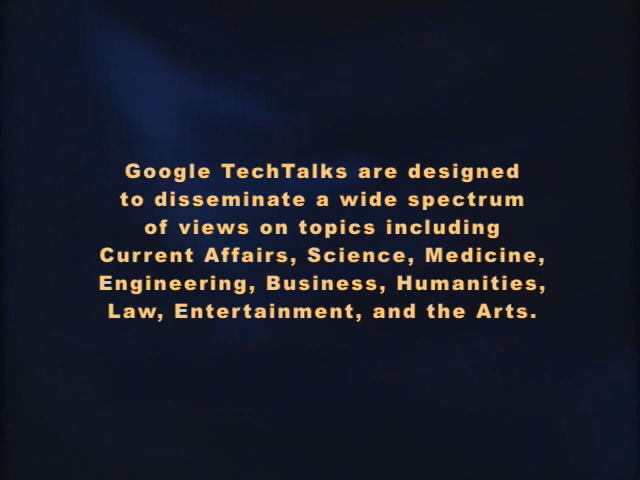 Google TechTalks are designed
to disseminate a wide spectrum
of views on topics including
Current Affairs, Science, Medicine,
Engineering, Business, Humanities,
Law, Entertainment, and the Arts.